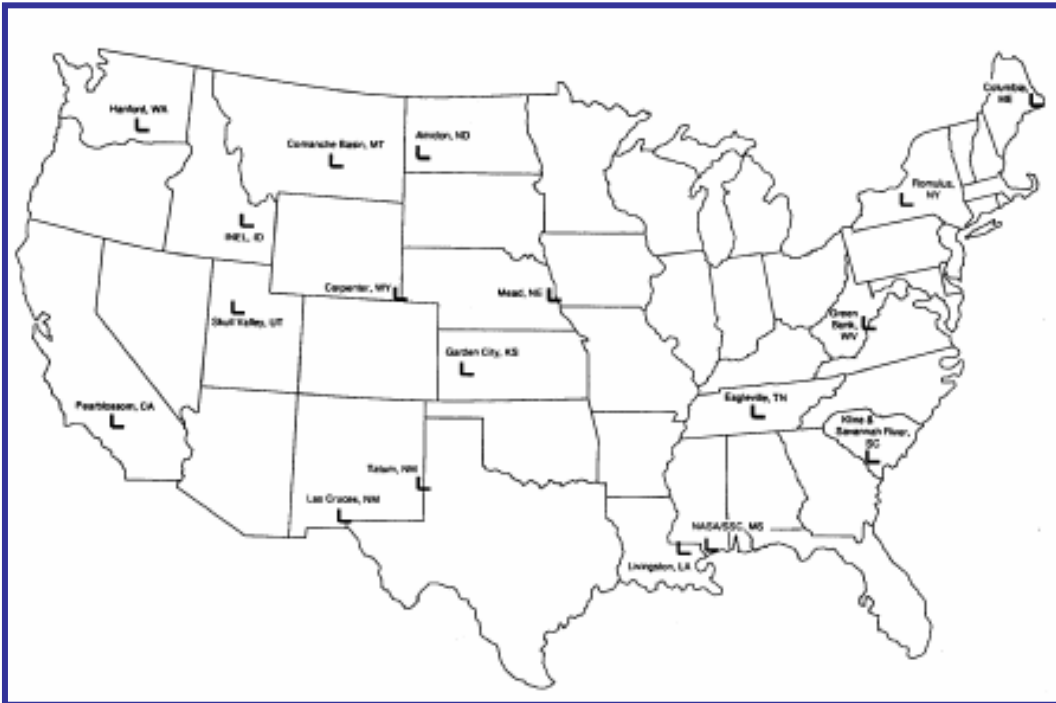 Columbia,
ME
Hanford, WA
Amidon, ND
Comanche Basin, MT
Romulus,
NY
INEL, ID
Carpenter, WY
Mead, NE
Skull Valley, UT
Green
Bank,
WV
Garden City, KS
Eagleville, TN
Pearblossom, CA
Kline &
Savannah River,
SC
Tatum, NM
Las Cruces, NM
NASA/SSC, MS
Livingston, LA